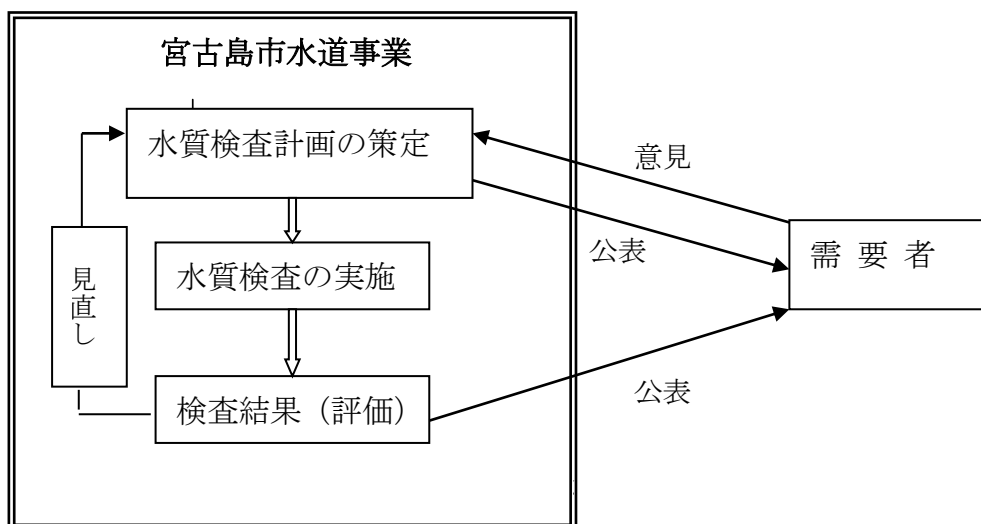 宮古島市水道事業
水質検査計画の策定
意見
公表
需 要 者
水質検査の実施
見直し
検査結果（評価）
公表